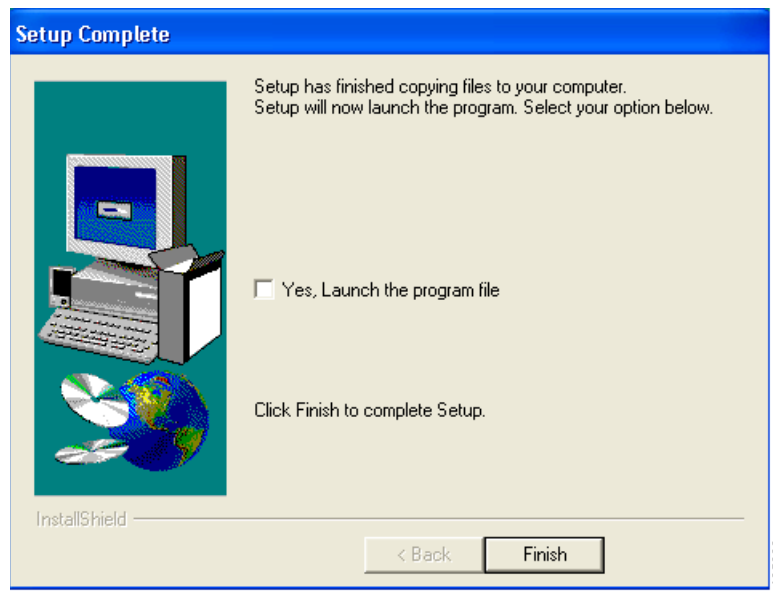 Setup Complete
Setup has finished copying files to your computer.
Setup will now launch the program. Select your option below.
Yes, Launch the program file
Click Finish to complete Setup.
InstallShield
< Back
Finish